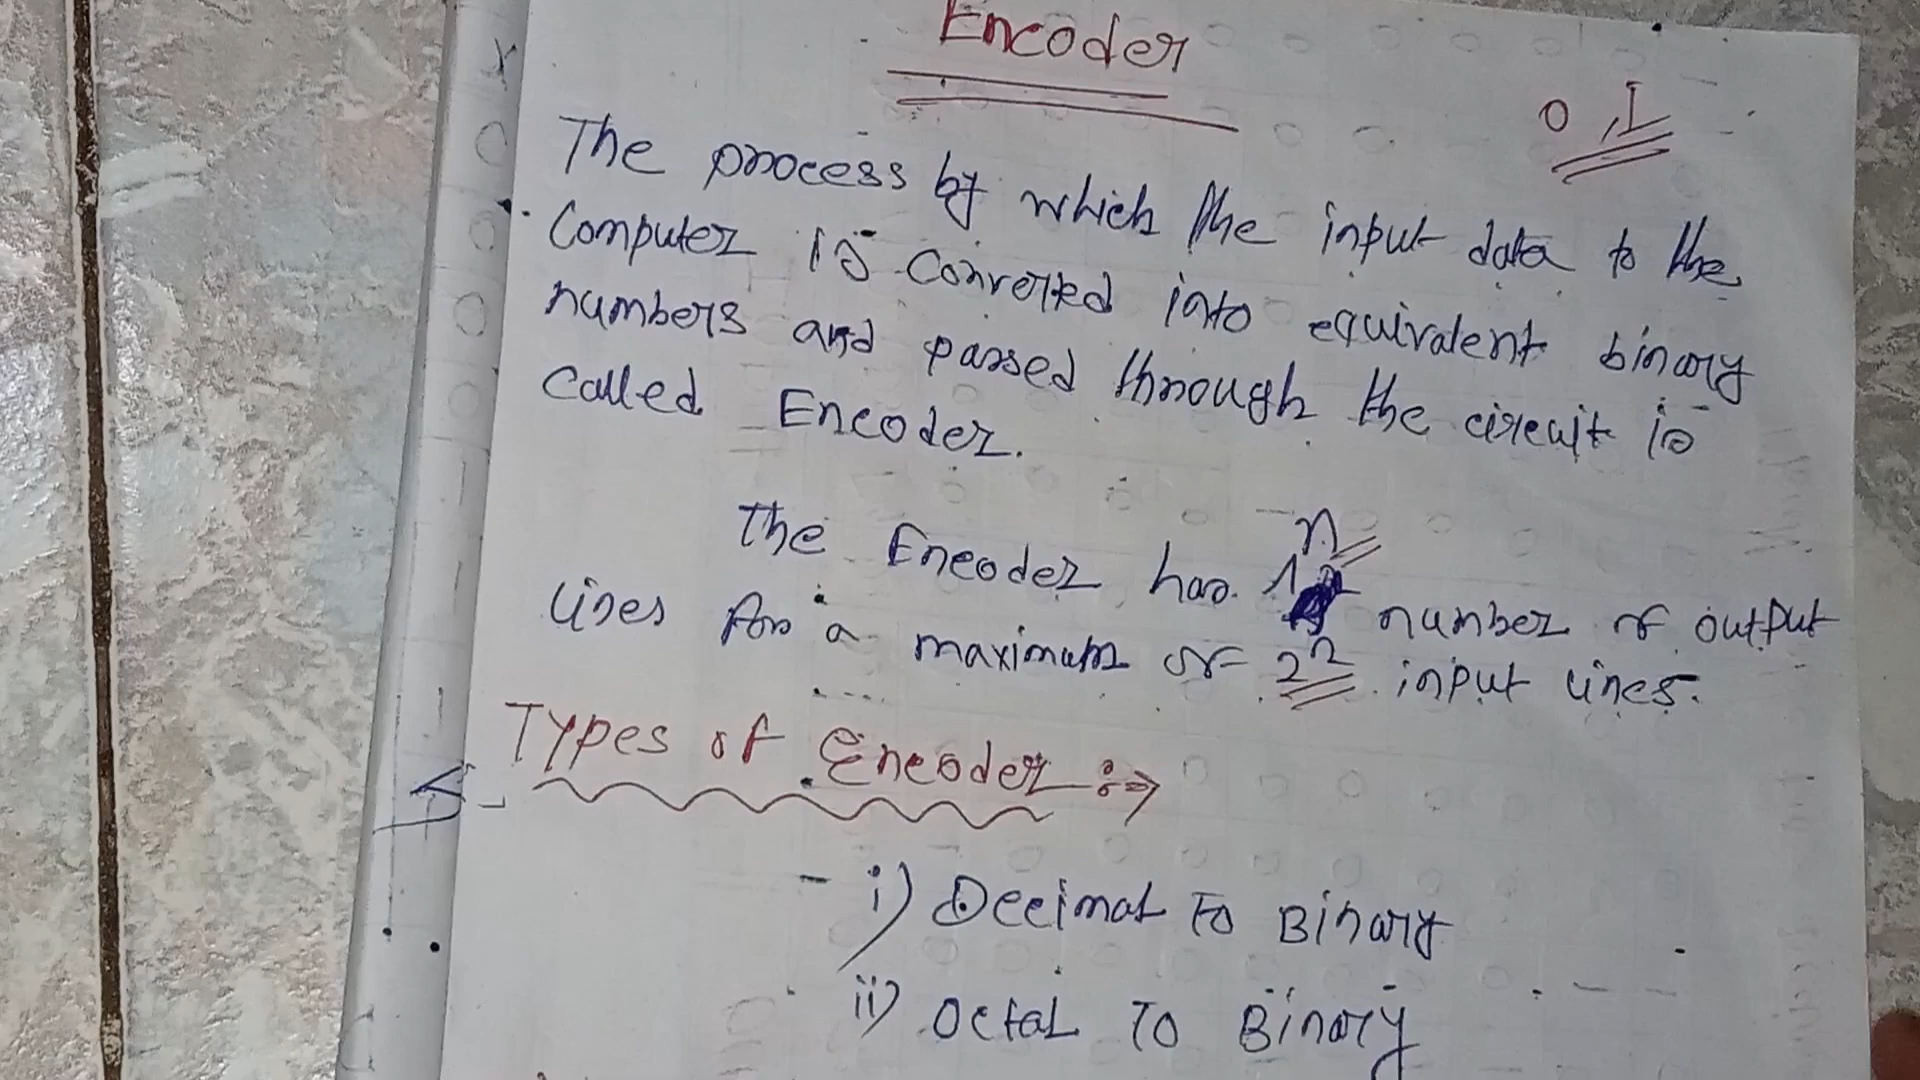 Encoder
0, 1
The process by which the input data to the
Computer is converted into equivalent binary
numbers and passed through the circuit is
called Encoder.
n
The Encoder has number of output
lines for a maximum of 2ⁿ input lines.
Types of Encoder :→
i) Decimal To Binary
ii) Octal To Binary